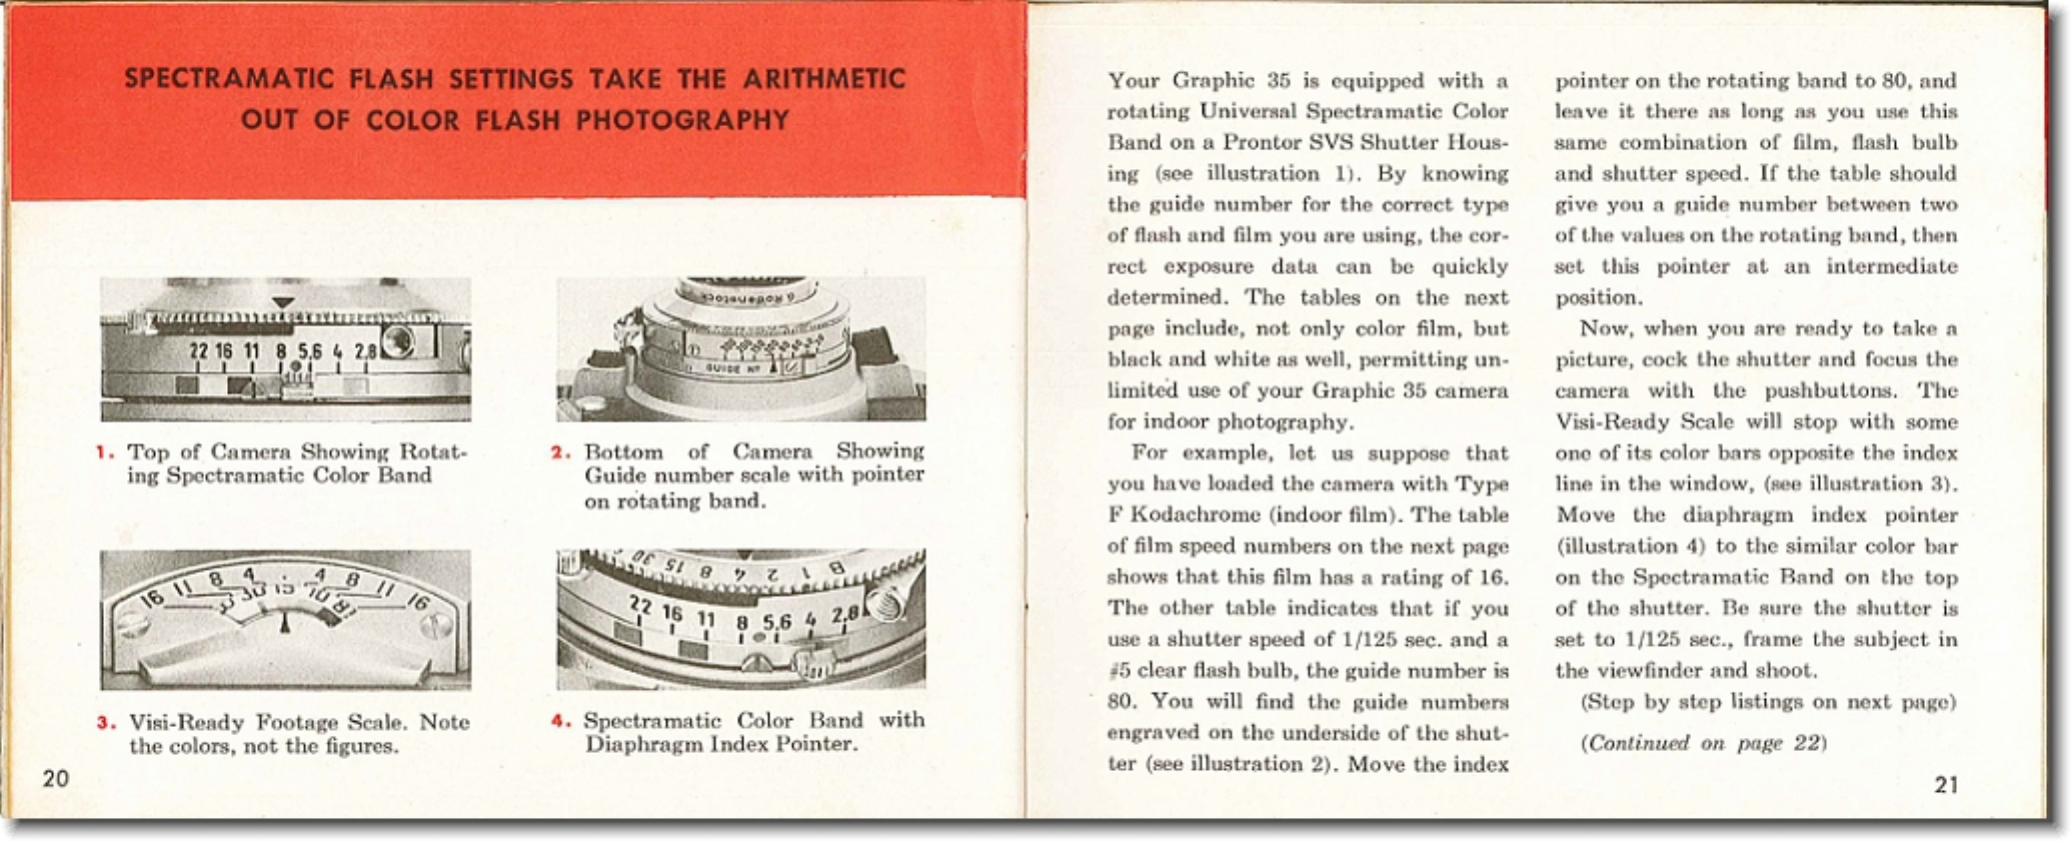 SPECTRAMATIC FLASH SETTINGS TAKE THE ARITHMETIC
OUT OF COLOR FLASH PHOTOGRAPHY
22 16 11 8 5,6 4 2,8
1. Top of Camera Showing Rotat-
ing Spectramatic Color Band
GUIDE Nº
2. Bottom of Camera Showing
Guide number scale with pointer
on rotating band.
16 11 8 4 4 8 11 16
30 15 10
3. Visi-Ready Footage Scale. Note
the colors, not the figures.
30 15 8 4 2 1 B
22 16 11 8 5,6 4 2,8
4. Spectramatic Color Band with
Diaphragm Index Pointer.
20
Your Graphic 35 is equipped with a
rotating Universal Spectramatic Color
Band on a Prontor SVS Shutter Hous-
ing (see illustration 1). By knowing
the guide number for the correct type
of flash and film you are using, the cor-
rect exposure data can be quickly
determined. The tables on the next
page include, not only color film, but
black and white as well, permitting un-
limited use of your Graphic 35 camera
for indoor photography.
For example, let us suppose that
you have loaded the camera with Type
F Kodachrome (indoor film). The table
of film speed numbers on the next page
shows that this film has a rating of 16.
The other table indicates that if you
use a shutter speed of 1/125 sec. and a
#5 clear flash bulb, the guide number is
80. You will find the guide numbers
engraved on the underside of the shut-
ter (see illustration 2). Move the index
pointer on the rotating band to 80, and
leave it there as long as you use this
same combination of film, flash bulb
and shutter speed. If the table should
give you a guide number between two
of the values on the rotating band, then
set this pointer at an intermediate
position.
Now, when you are ready to take a
picture, cock the shutter and focus the
camera with the pushbuttons. The
Visi-Ready Scale will stop with some
one of its color bars opposite the index
line in the window, (see illustration 3).
Move the diaphragm index pointer
(illustration 4) to the similar color bar
on the Spectramatic Band on the top
of the shutter. Be sure the shutter is
set to 1/125 sec., frame the subject in
the viewfinder and shoot.
(Step by step listings on next page)
(Continued on page 22)
21